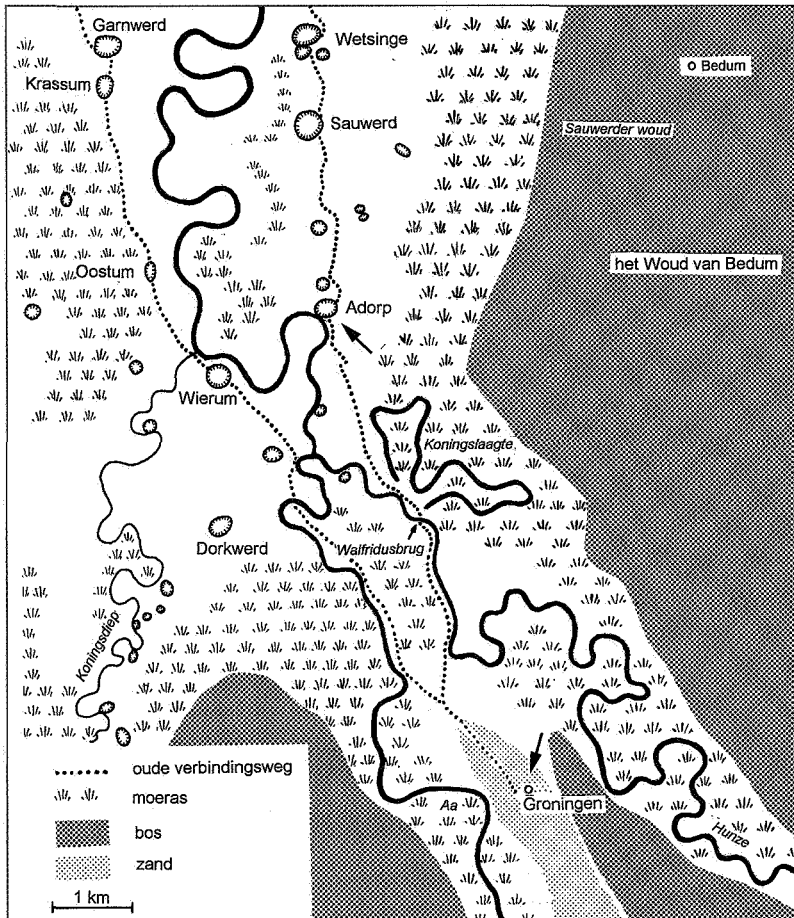 Garnwerd
Wetsinge
Bedum
Krassum
Sauwerd
Sauwerder woud
het Woud van Bedum
Oostum
Adorp
Wierum
Koningslaagte
Walfridusbrug
Dorkwerd
Koningsdiep
oude verbindingsweg
moeras
Aa
Groningen
bos
Hunze
zand
1 km